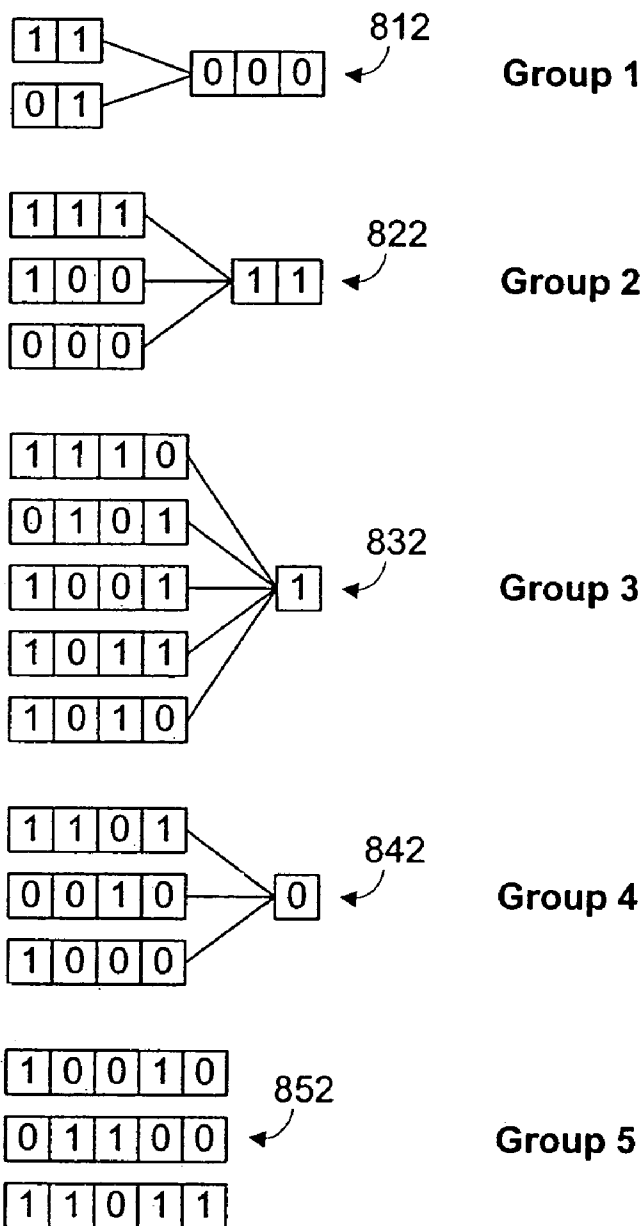 812
1 1
0 0 0
Group 1
0 1
1 1 1
822
1 0 0
1 1
Group 2
0 0 0
1 1 1 0
0 1 0 1
832
1 0 0 1
1
Group 3
1 0 1 1
1 0 1 0
1 1 0 1
842
0 0 1 0
0
Group 4
1 0 0 0
1 0 0 1 0
852
0 1 1 0 0
Group 5
1 1 0 1 1